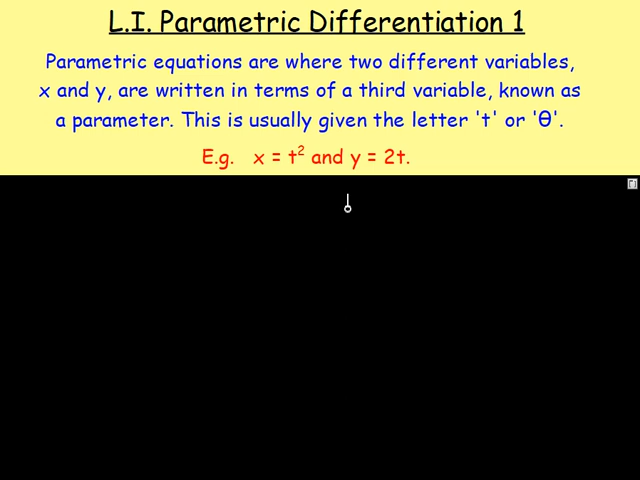 L.I. Parametric Differentiation 1
Parametric equations are where two different variables,
x and y, are written in terms of a third variable, known as
a parameter. This is usually given the letter 't' or 'θ'.
E.g. x = t² and y = 2t.